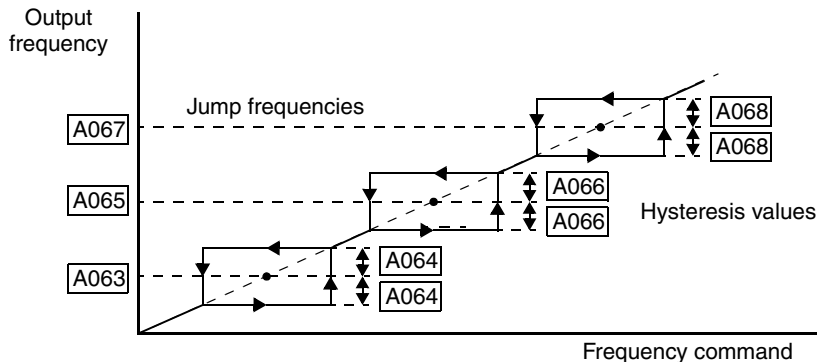 Output
frequency
Jump frequencies
A067
A068
A068
A065
A066
A066
Hysteresis values
A063
A064
A064
Frequency command